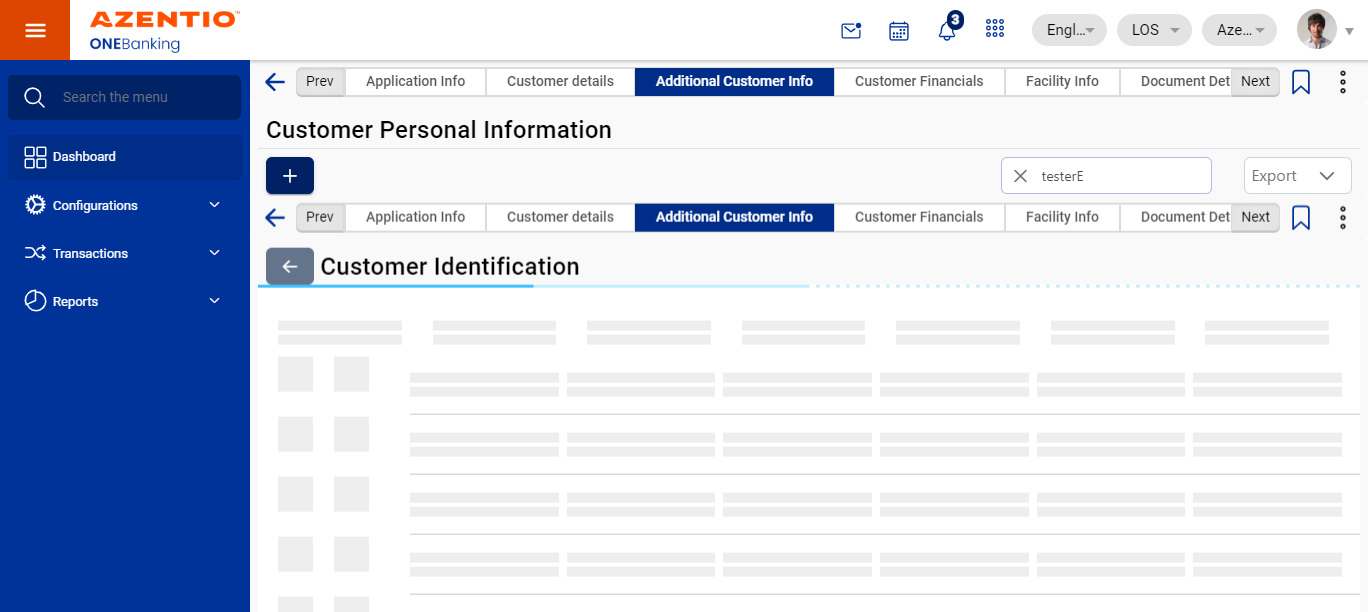 AZENTIO™
ONEBanking
3
Engl...
LOS
Aze...
Search the menu
Dashboard
Configurations
Transactions
Reports
Prev Application Info Customer details Additional Customer Info Customer Financials Facility Info Document Det Next
Customer Personal Information
testerE
Export
Prev Application Info Customer details Additional Customer Info Customer Financials Facility Info Document Det Next
Customer Identification